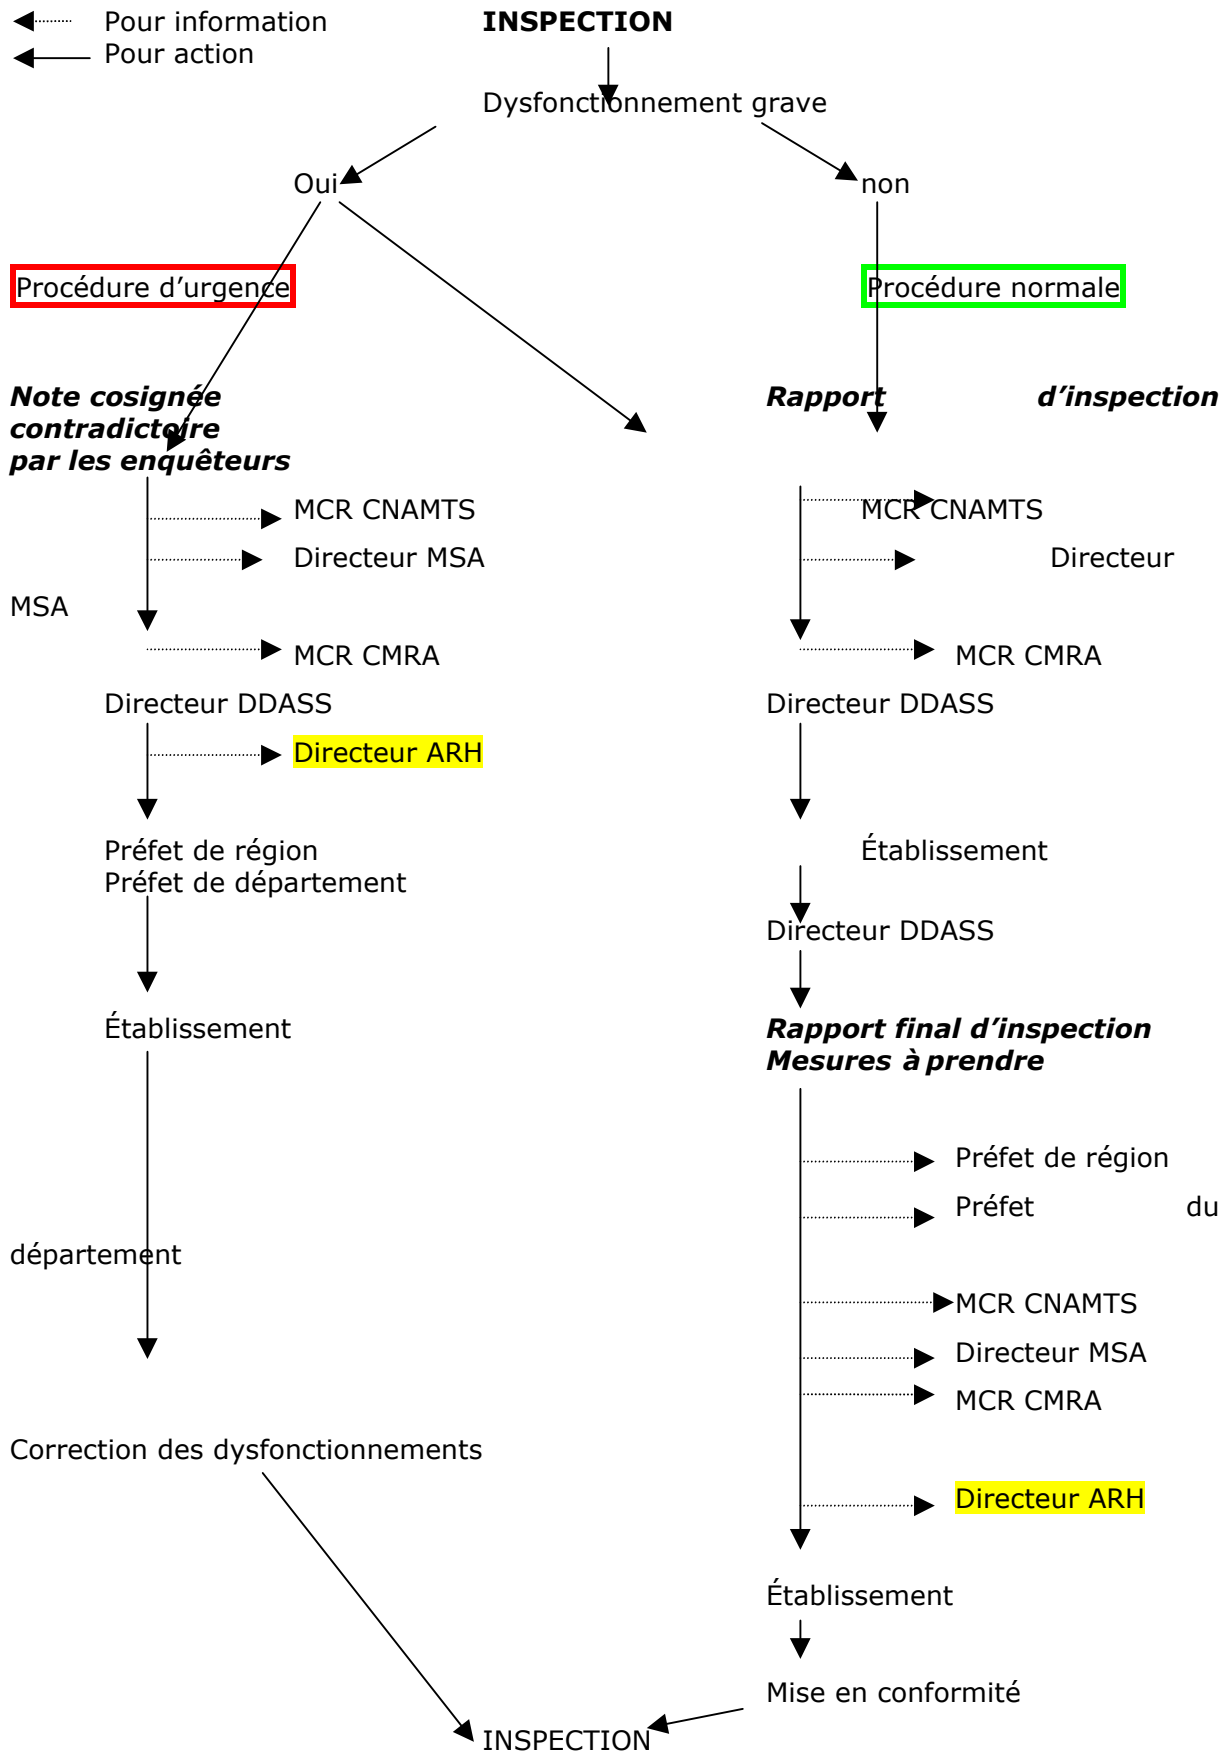 Pour information INSPECTION
Pour action
Dysfonctionnement grave
Oui non
Procédure d'urgence Procédure normale
Note cosignée Rapport d'inspection
contradictoire
par les enquêteurs
MCR CNAMTS MCR CNAMTS
Directeur MSA Directeur
MSA
MCR CMRA MCR CMRA
Directeur DDASS Directeur DDASS
Directeur ARH
Préfet de région Établissement
Préfet de département
Directeur DDASS
Établissement Rapport final d'inspection
Mesures à prendre
Préfet de région
Préfet du
département
MCR CNAMTS
Directeur MSA
MCR CMRA
Correction des dysfonctionnements
Directeur ARH
Établissement
Mise en conformité
INSPECTION